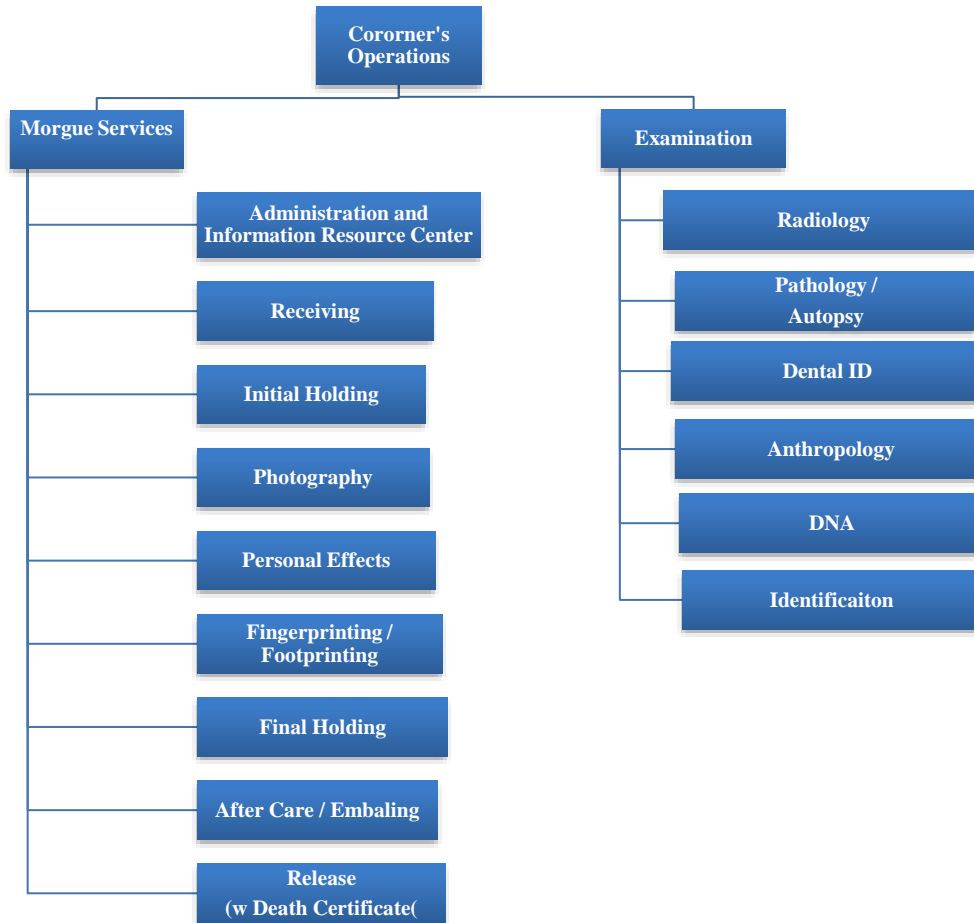 Cororner's
Operations
Morgue Services
Administration and
Information Resource Center
Receiving
Initial Holding
Photography
Personal Effects
Fingerprinting /
Footprinting
Final Holding
After Care / Embaling
Release
(w Death Certificate(
Examination
Radiology
Pathology /
Autopsy
Dental ID
Anthropology
DNA
Identificaiton